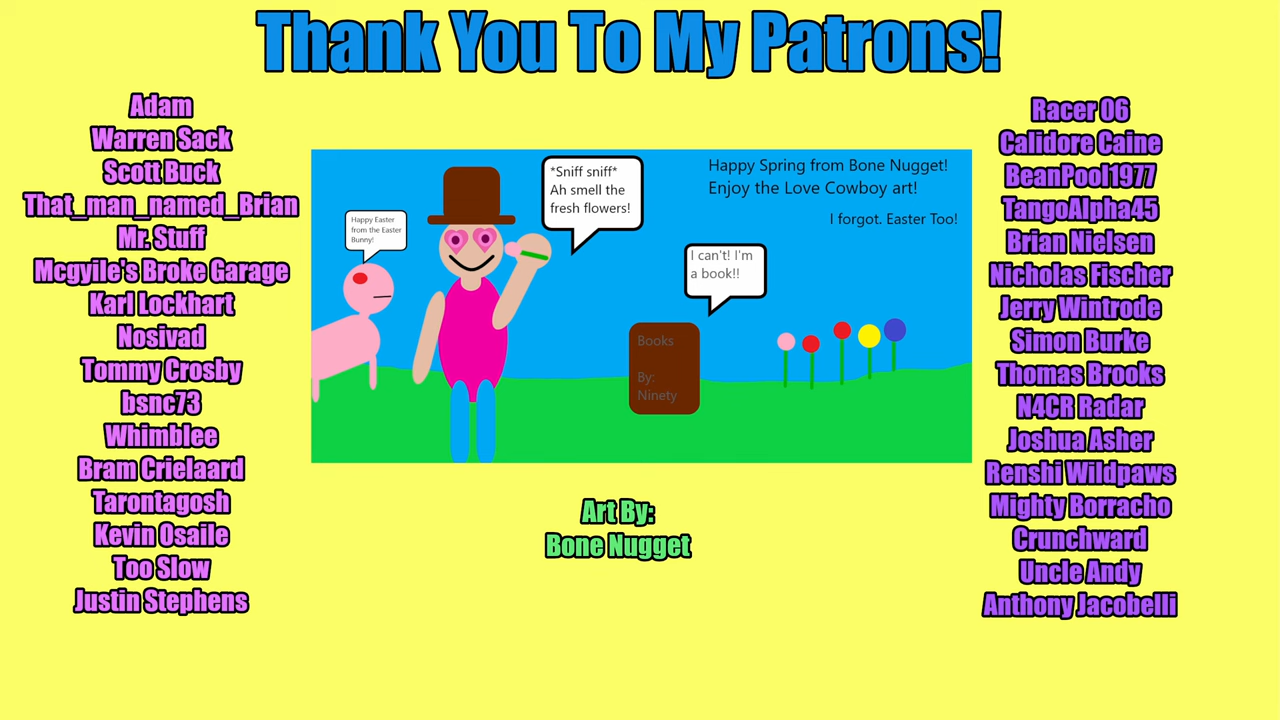 Thank You To My Patrons!
Adam
Warren Sack
Scott Buck
That_man_named_Brian
Mr. Stuff
Mcgyile's Broke Garage
Karl Lockhart
Nosivad
Tommy Crosby
bsnc73
Whimblee
Bram Crielaard
Tarontagosh
Kevin Osaile
Too Slow
Justin Stephens
Happy Easter
from the Easter
Bunny!
*Sniff sniff*
Ah smell the
fresh flowers!
Happy Spring from Bone Nugget!
Enjoy the Love Cowboy art!
I forgot. Easter Too!
I can't! I'm
a book!!
Books
By:
Ninety
Art By:
Bone Nugget
Racer 06
Calidore Caine
BeanPool1977
TangoAlpha45
Brian Nielsen
Nicholas Fischer
Jerry Wintrode
Simon Burke
Thomas Brooks
N4CR Radar
Joshua Asher
Renshi Wildpaws
Mighty Borracho
Crunchward
Uncle Andy
Anthony Jacobelli